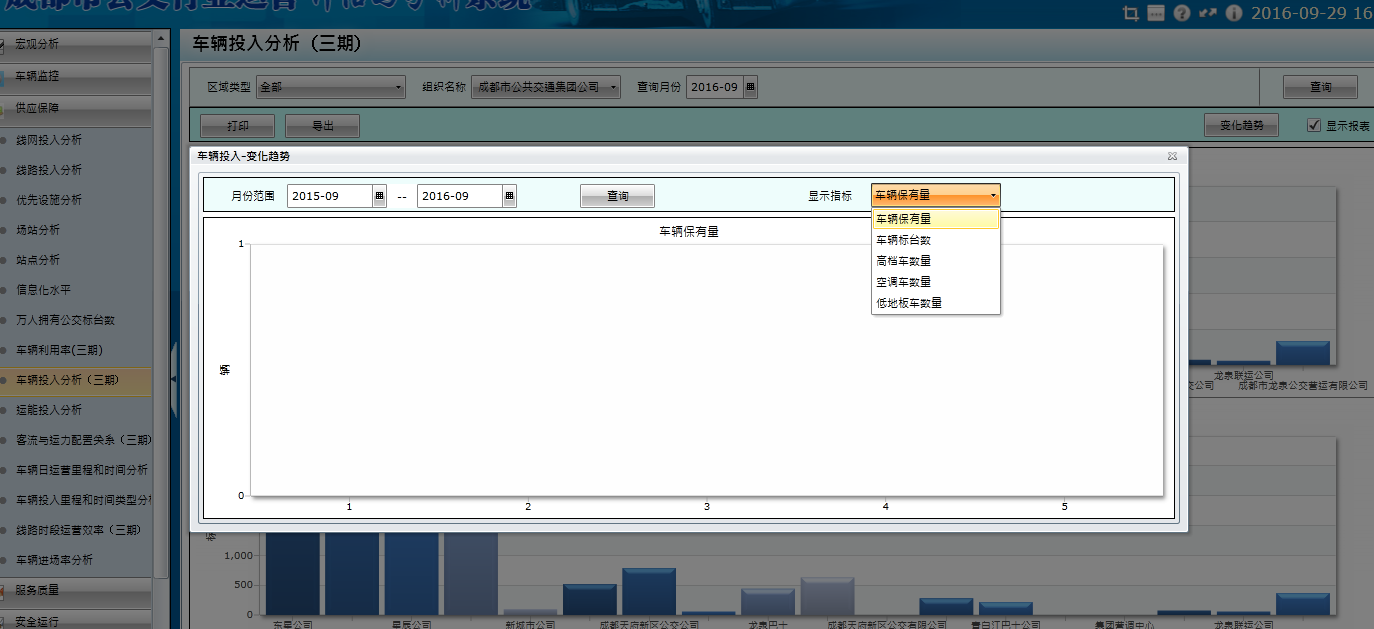 2016-09-29 16
宏观分析
车辆监控
供应保障
线网投入分析
线路投入分析
优先设施分析
场站分析
站点分析
信息化水平
万人拥有公交标台数
车辆利用率(三期)
车辆投入分析（三期）
运能投入分析
客流与运力配置关系（三期）
车辆日运营里程和时间分析
车辆投入里程和时间类型分
线路时段运营效率（三期）
车辆进场率分析
服务质量
安全运行
车辆投入分析（三期）
区域类型 全部 组织名称 成都市公共交通集团公司 查询月份 2016-09 查询
打印 导出 变化趋势 显示报表
车辆投入-变化趋势
月份范围 2015-09 -- 2016-09 查询 显示指标 车辆保有量
车辆保有量
车辆标台数
高档车数量
空调车数量
低地板车数量
车辆保有量
1
辆
0
1 2 3 4 5
龙泉联运公司
交公司 成都市龙泉公交营运有限公司
辆
1,000
500
0
东星公司 星辰公司 新城市公司 成都天府新区公交公司 龙泉巴士 成都天府新区公交有限公司 青白江巴士公司 集团营调中心 龙泉联运公司